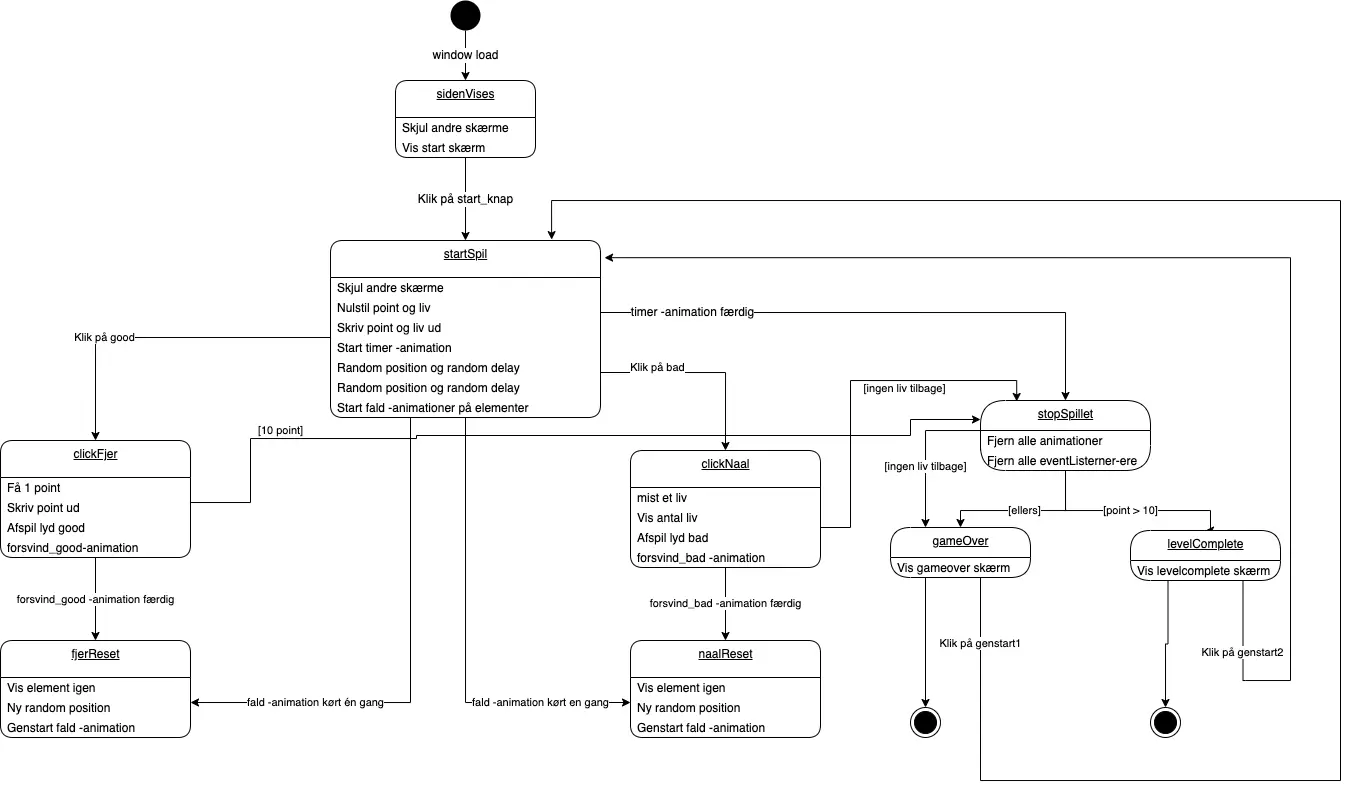 window load
sidenVises
Skjul andre skærme
Vis start skærm
Klik på start_knap
startSpil
Skjul andre skærme
Nulstil point og liv
Skriv point og liv ud
Start timer -animation
Random position og random delay
Random position og random delay
Start fald -animationer på elementer
timer -animation færdig
Klik på good
Klik på bad
[ingen liv tilbage]
[10 point]
stopSpillet
Fjern alle animationer
Fjern alle eventListerner-ere
clickFjer
Få 1 point
Skriv point ud
Afspil lyd good
forsvind_good-animation
clickNaal
mist et liv
Vis antal liv
Afspil lyd bad
forsvind_bad -animation
[ingen liv tilbage]
[ellers]
[point > 10]
gameOver
Vis gameover skærm
levelComplete
Vis levelcomplete skærm
forsvind_good -animation færdig
forsvind_bad -animation færdig
Klik på genstart1
Klik på genstart2
fjerReset
Vis element igen
Ny random position
Genstart fald -animation
fald -animation kørt én gang
fald -animation kørt en gang
naalReset
Vis element igen
Ny random position
Genstart fald -animation